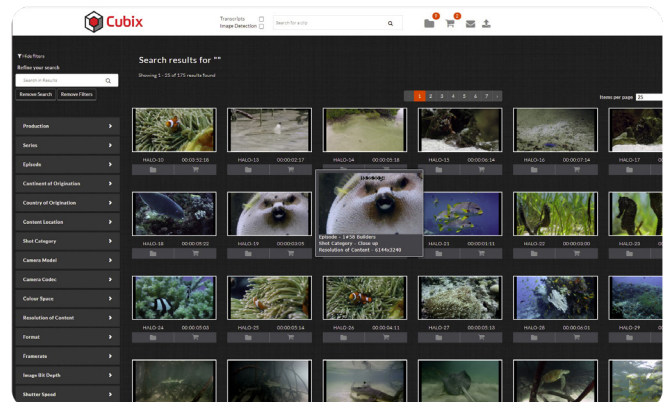 Cubix
Transcripts
Image Detection
Search for a clip
Hide filters
Refine your search
Search in Results
Remove Search Remove Filters
Production
Series
Episode
Continent of Origination
Country of Origination
Content Location
Shot Category
Camera Model
Camera Codec
Colour Space
Resolution of Content
Format
Framerate
Image Bit Depth
Shutter Speed
Search results for ""
Showing 1 - 25 of 175 results found
1 2 3 4 5 6 7
Items per page 25
HALO-10 00:03:52:18
HALO-13 00:00:02:17
HALO-14 00:00:05:18
HALO-15 00:00:06:14
HALO-16 00:00:07:14
HALO-17
HALO-18 00:00:05:22
HALO-19 00:00:03:05
Episode - 1#58 Builders
Shot Category - Close up
Resolution of Content - 6144x3240
HALO-21 00:00:01:11
HALO-22 00:00:03:00
HALO-23
HALO-24 00:00:05:03
HALO-25 00:00:05:14
HALO-26 00:00:04:11
HALO-27 00:00:05:13
HALO-28 00:00:06:01
HALO-29